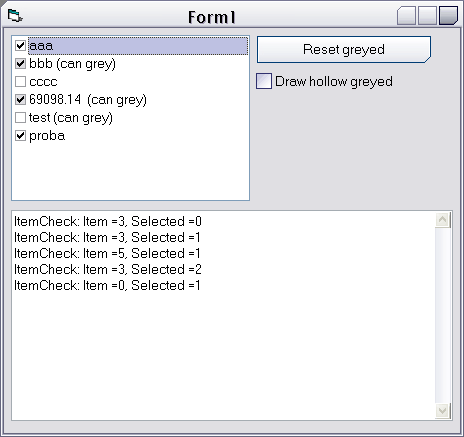 Form1
aaa
bbb (can grey)
cccc
69098.14 (can grey)
test (can grey)
proba
Reset greyed
Draw hollow greyed
ItemCheck: Item =3, Selected =0
ItemCheck: Item =3, Selected =1
ItemCheck: Item =5, Selected =1
ItemCheck: Item =3, Selected =2
ItemCheck: Item =0, Selected =1